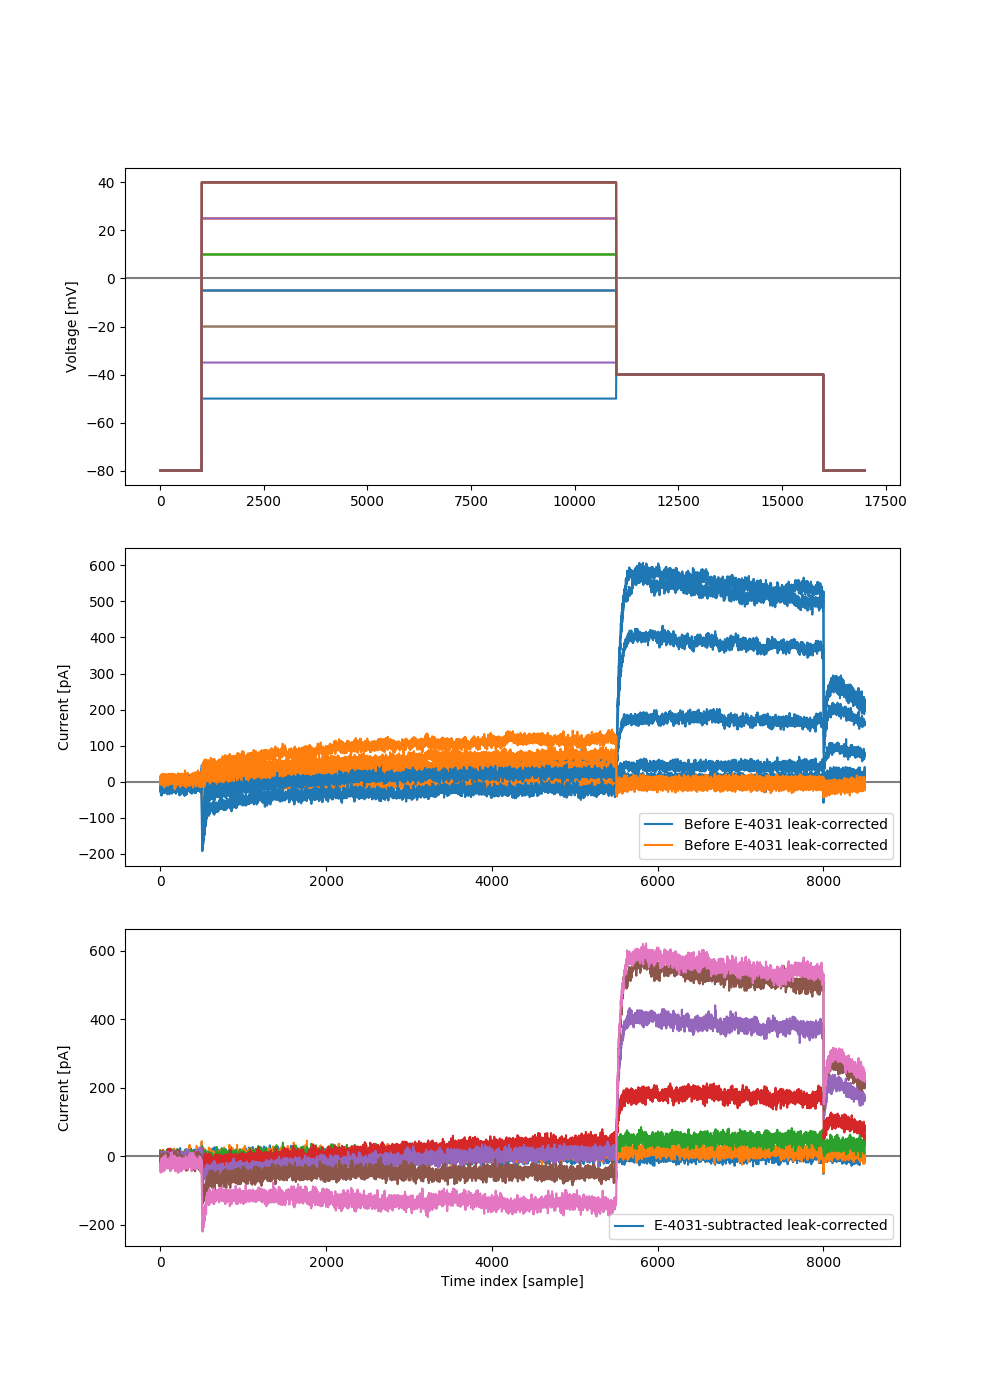 40
20
0
−20
−40
−60
−80
Voltage [mV]
0 2500 5000 7500 10000 12500 15000 17500
600
500
400
300
200
100
0
−100
−200
Current [pA]
Before E-4031 leak-corrected
Before E-4031 leak-corrected
0 2000 4000 6000 8000
600
400
200
0
−200
Current [pA]
E-4031-subtracted leak-corrected
0 2000 4000 6000 8000
Time index [sample]